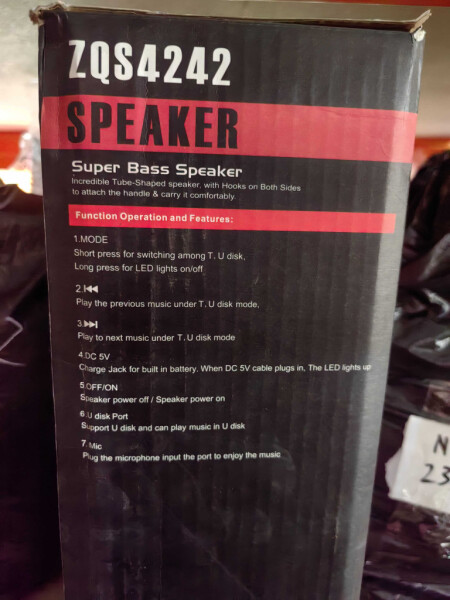 ZQS4242
SPEAKER
Super Bass Speaker
Incredible Tube-Shaped speaker, with Hooks on Both Sides
to attach the handle & carry it comfortably.
Function Operation and Features:
1.MODE
Short press for switching among T. U disk,
Long press for LED lights on/off
2.⏮
Play the previous music under T. U disk mode,
3.⏭
Play to next music under T. U disk mode
4.DC 5V
Charge Jack for built in battery. When DC 5V cable plugs in, The LED lights up
5.OFF/ON
Speaker power off / Speaker power on
6.U disk Port
Support U disk and can play music in U disk
7.Mic
Plug the microphone input the port to enjoy the music
N
23